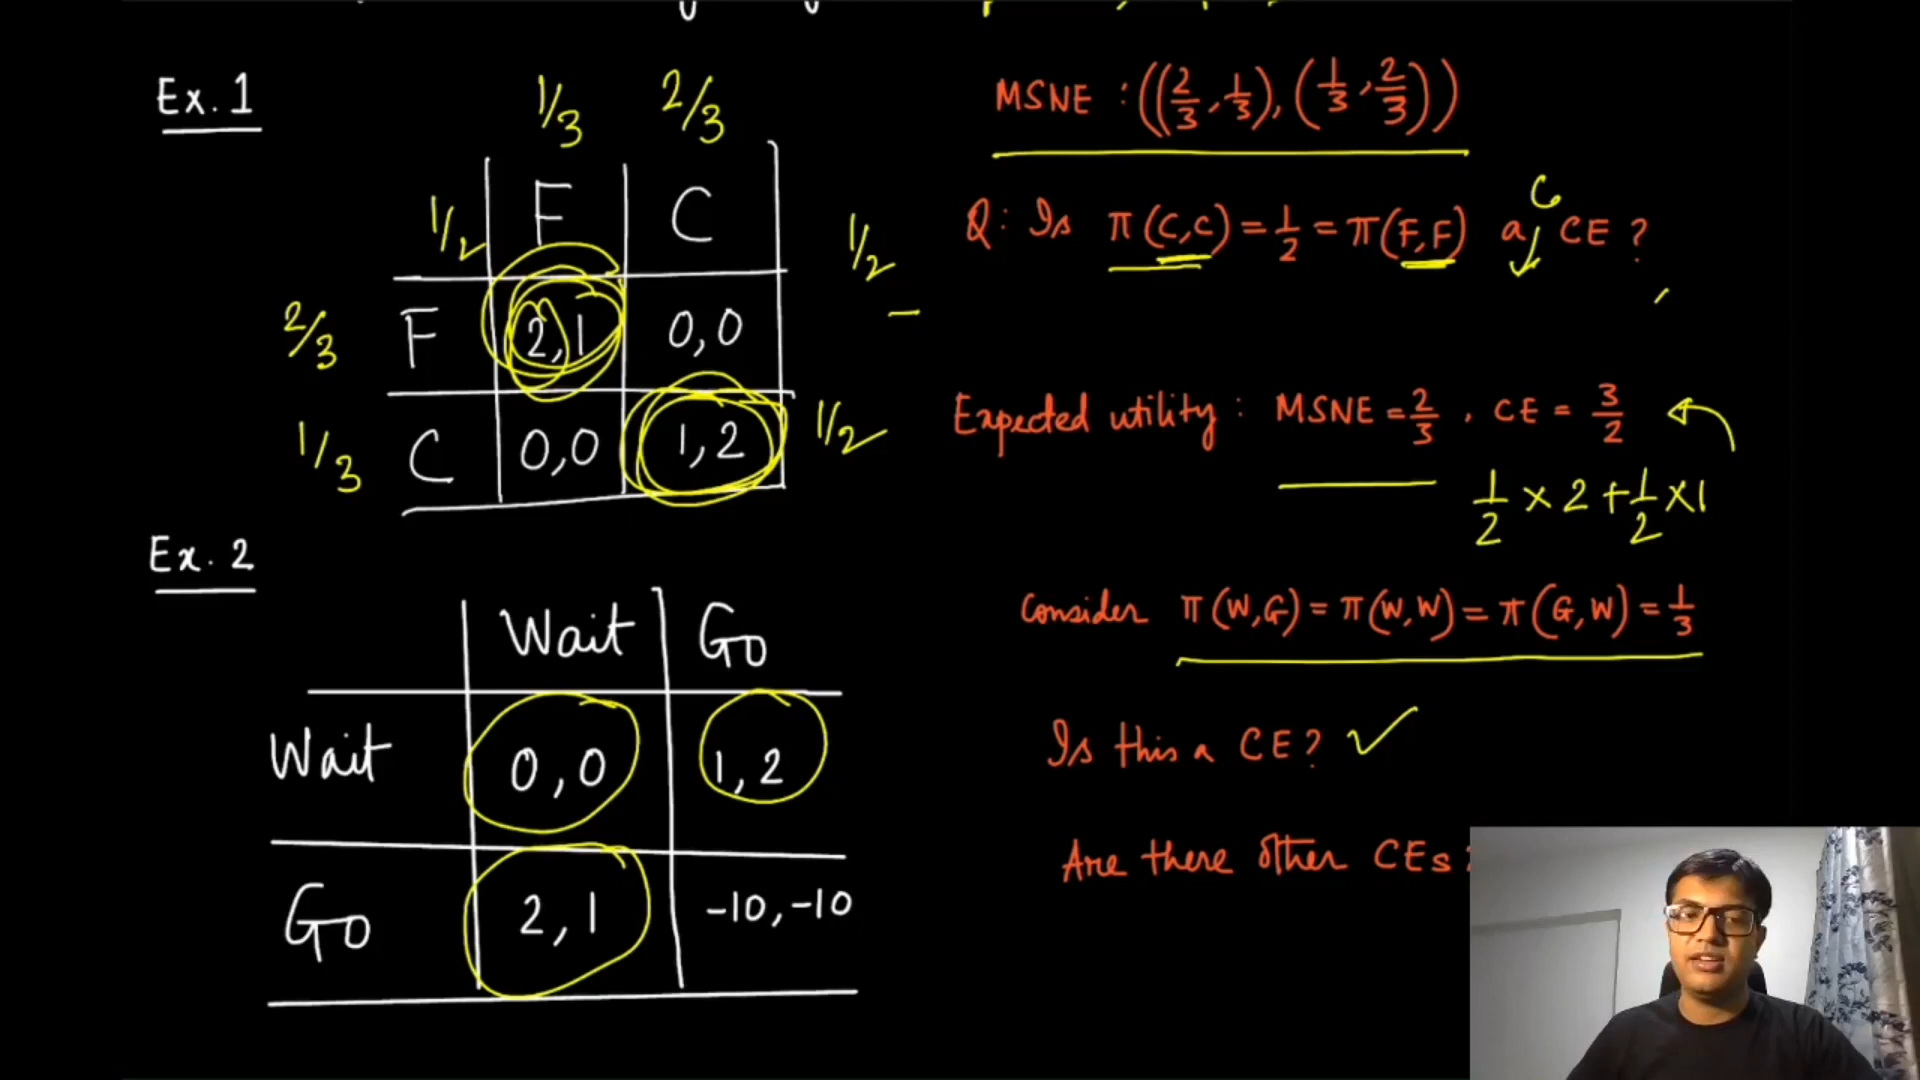 Ex. 1
1/3 2/3
MSNE : ((2/3, 1/3), (1/3, 2/3))
1/2 F C 1/2
Q: Is π(C,C) = 1/2 = π(F,F) a CE ?
2/3 F 2,1 0,0
1/3 C 0,0 1,2 1/2
Expected utility : MSNE = 2/3 , CE = 3/2
1/2 × 2 + 1/2 × 1
Ex. 2
Wait Go
Consider π(W,G) = π(W,W) = π(G,W) = 1/3
Wait 0,0 1,2
Is this a CE? ✓
Go 2,1 -10,-10
Are there other CEs ?